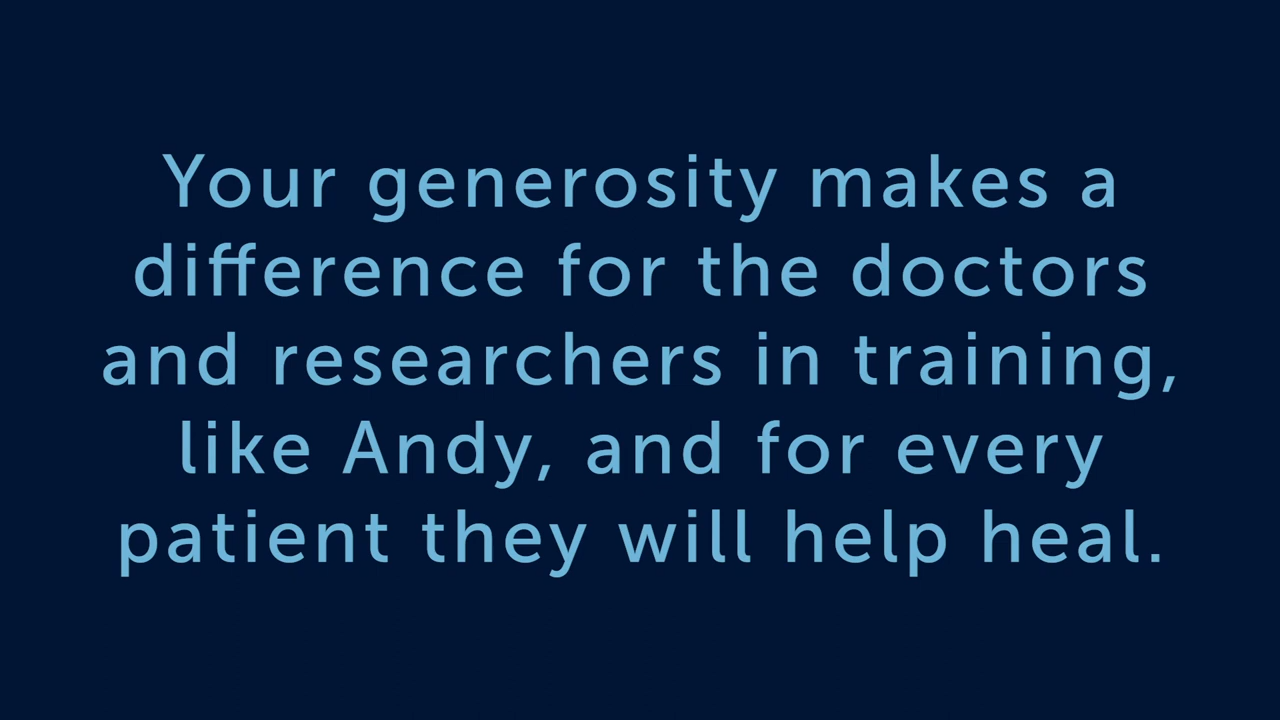 Your generosity makes a
difference for the doctors
and researchers in training,
like Andy, and for every
patient they will help heal.